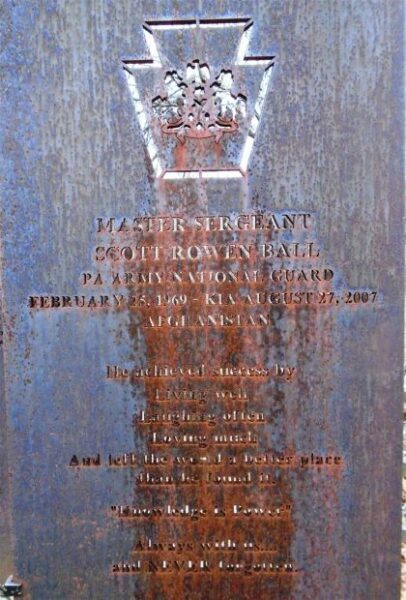 MASTER SERGEANT
SCOTT ROWEN BALL
PA ARMY NATIONAL GUARD
FEBRUARY 25, 1969 - KIA AUGUST 27, 2007
AFGHANISTAN
He achieved success by
Living well
Laughing often
Loving much
And left the world a better place
than he found it.
"Knowledge is Power"
Always with us...
and NEVER forgotten.